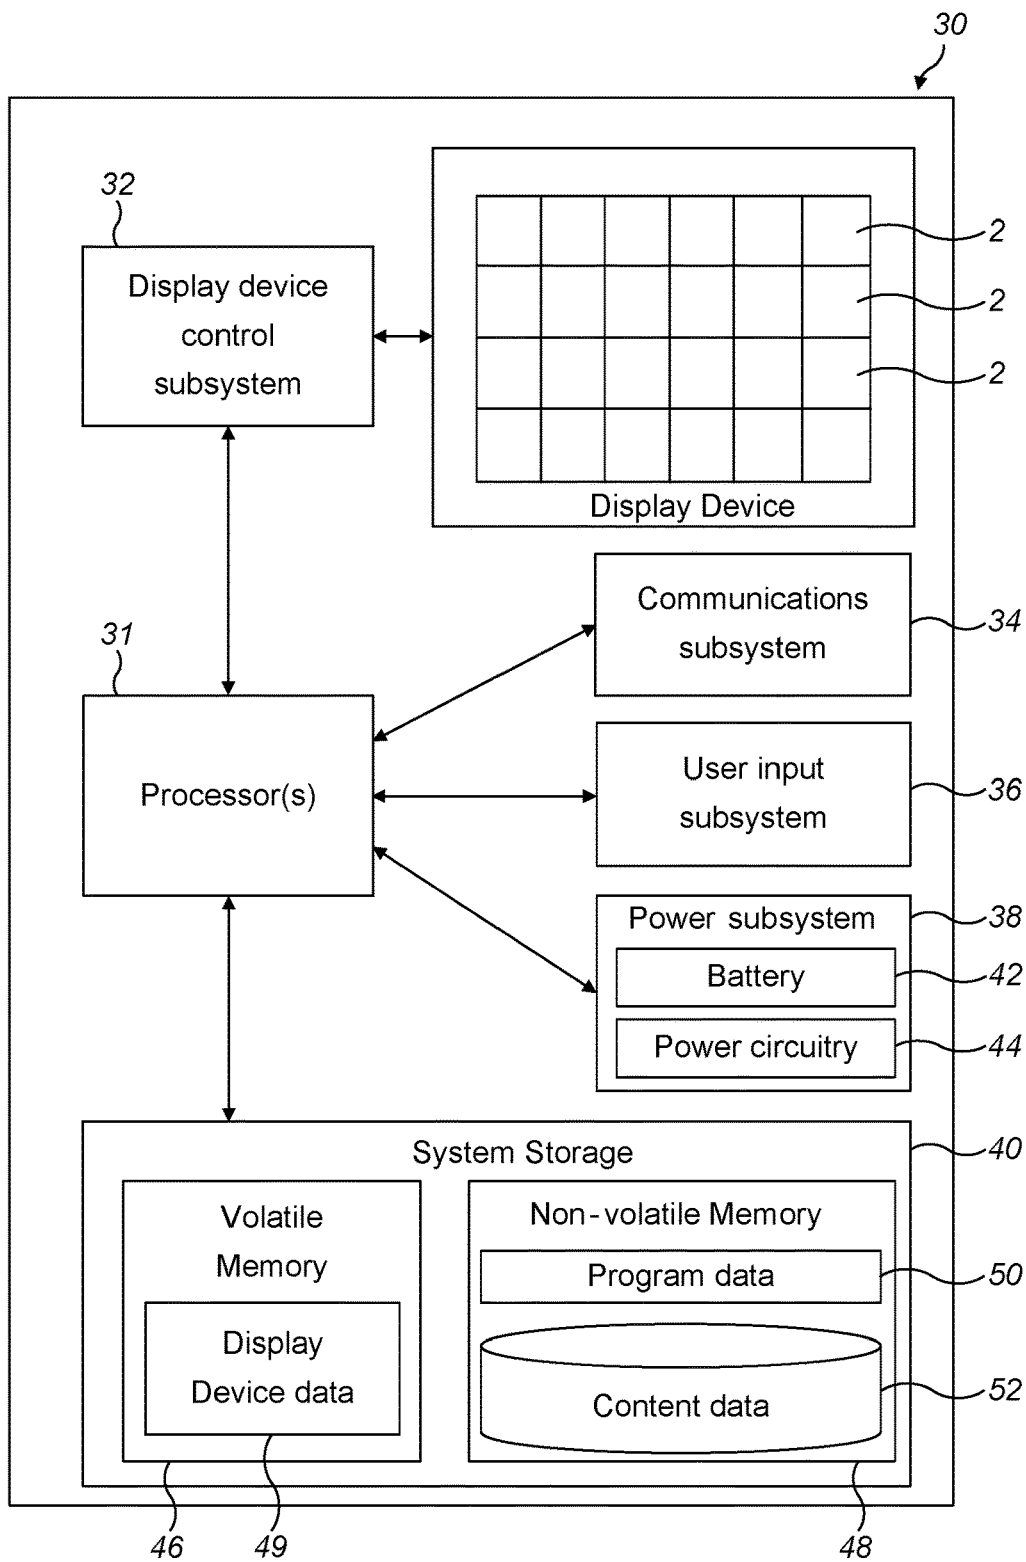 30
32
Display device
control
subsystem
2
2
2
Display Device
Communications
subsystem
34
31
Processor(s)
User input
subsystem
36
Power subsystem
38
Battery
42
Power circuitry
44
System Storage
40
Volatile
Memory
Display
Device data
Non-volatile Memory
Program data
50
Content data
52
46
49
48